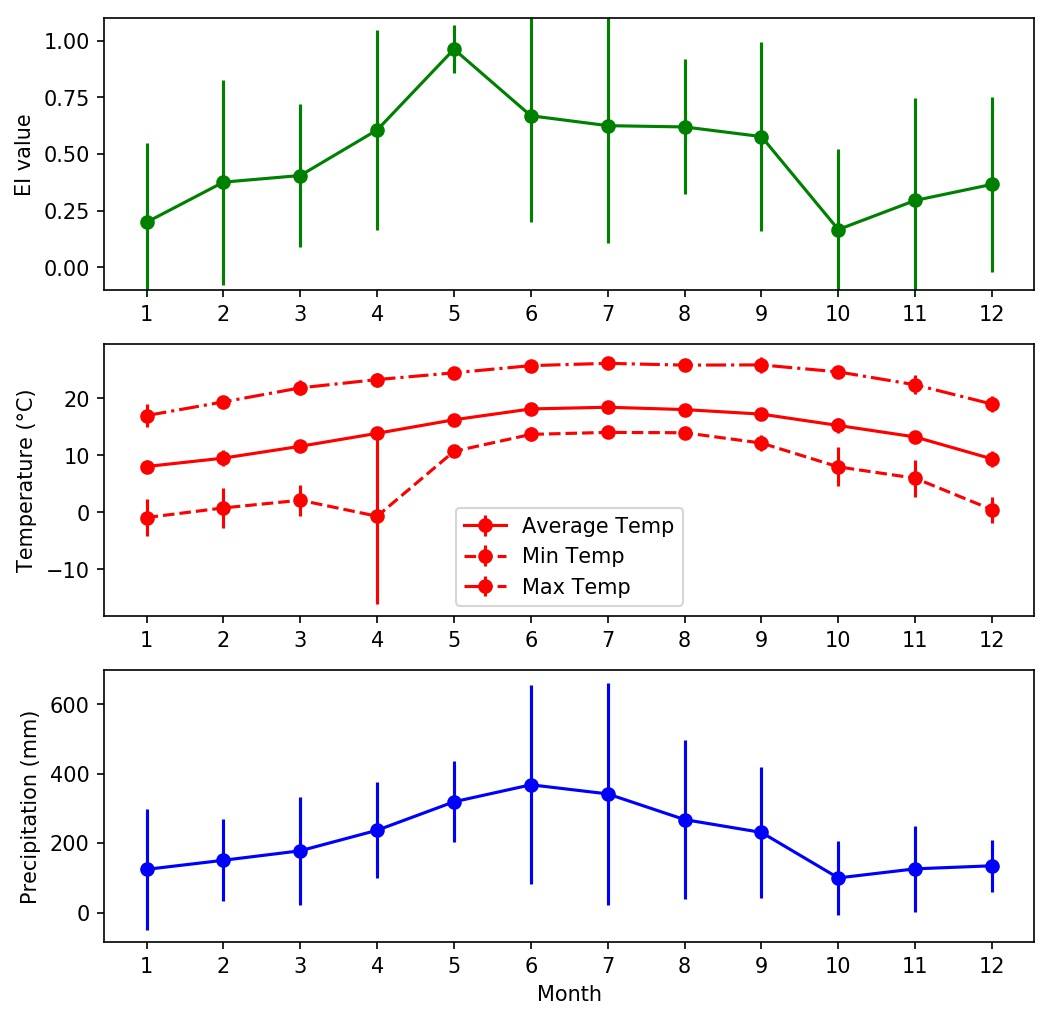 1.00
0.75
0.50
0.25
0.00
EI value
1 2 3 4 5 6 7 8 9 10 11 12
20
10
0
−10
Temperature (°C)
Average Temp
Min Temp
Max Temp
1 2 3 4 5 6 7 8 9 10 11 12
600
400
200
0
Precipitation (mm)
1 2 3 4 5 6 7 8 9 10 11 12
Month